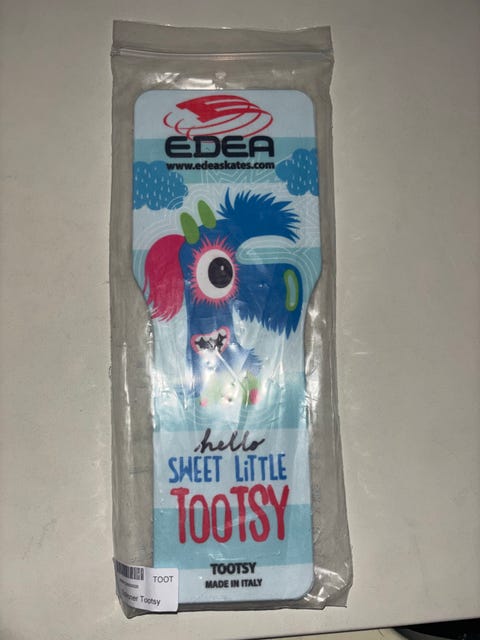 EDEA
www.edeaskates.com
hello
SWEET LiTTLE
TOOTSY
TOOTSY
MADE IN ITALY
TOOT
Tootsy